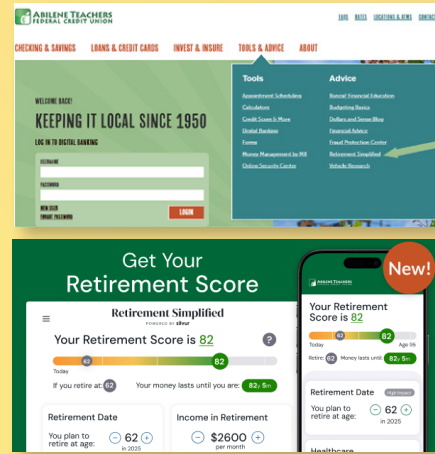 ABILENE TEACHERS
FEDERAL CREDIT UNION
FAQS RATES LOCATIONS & ATMS CONTACT
CHECKING & SAVINGS LOANS & CREDIT CARDS INVEST & INSURE TOOLS & ADVICE ABOUT
Tools
Appointment Scheduling
Calculators
Credit Score & More
Digital Banking
Forms
Money Management by MX
Online Security Center
Advice
Banzai Financial Education
Budgeting Basics
Dollars and Sense Blog
Financial Advice
Fraud Protection Center
Retirement Simplified
Vehicle Research
WELCOME BACK!
KEEPING IT LOCAL SINCE 1950
LOG IN TO DIGITAL BANKING
USERNAME
PASSWORD
NEW USER
FORGOT PASSWORD
LOGIN
Get Your
Retirement Score
Retirement Simplified
POWERED BY silvur
Your Retirement Score is 82
?
62
82
Today
If you retire at: 62 Your money lasts until you are: 82y 5m
Retirement Date
You plan to
retire at age:
62
in 2025
Income in Retirement
$2600
per month
New!
ABILENE TEACHERS
Your Retirement
Score is 82
62
82
Today Age 95
Retire: 62 Money lasts until 82y 5m
Retirement Date High Impact
You plan to
retire at age:
62
in 2025
Healthcare